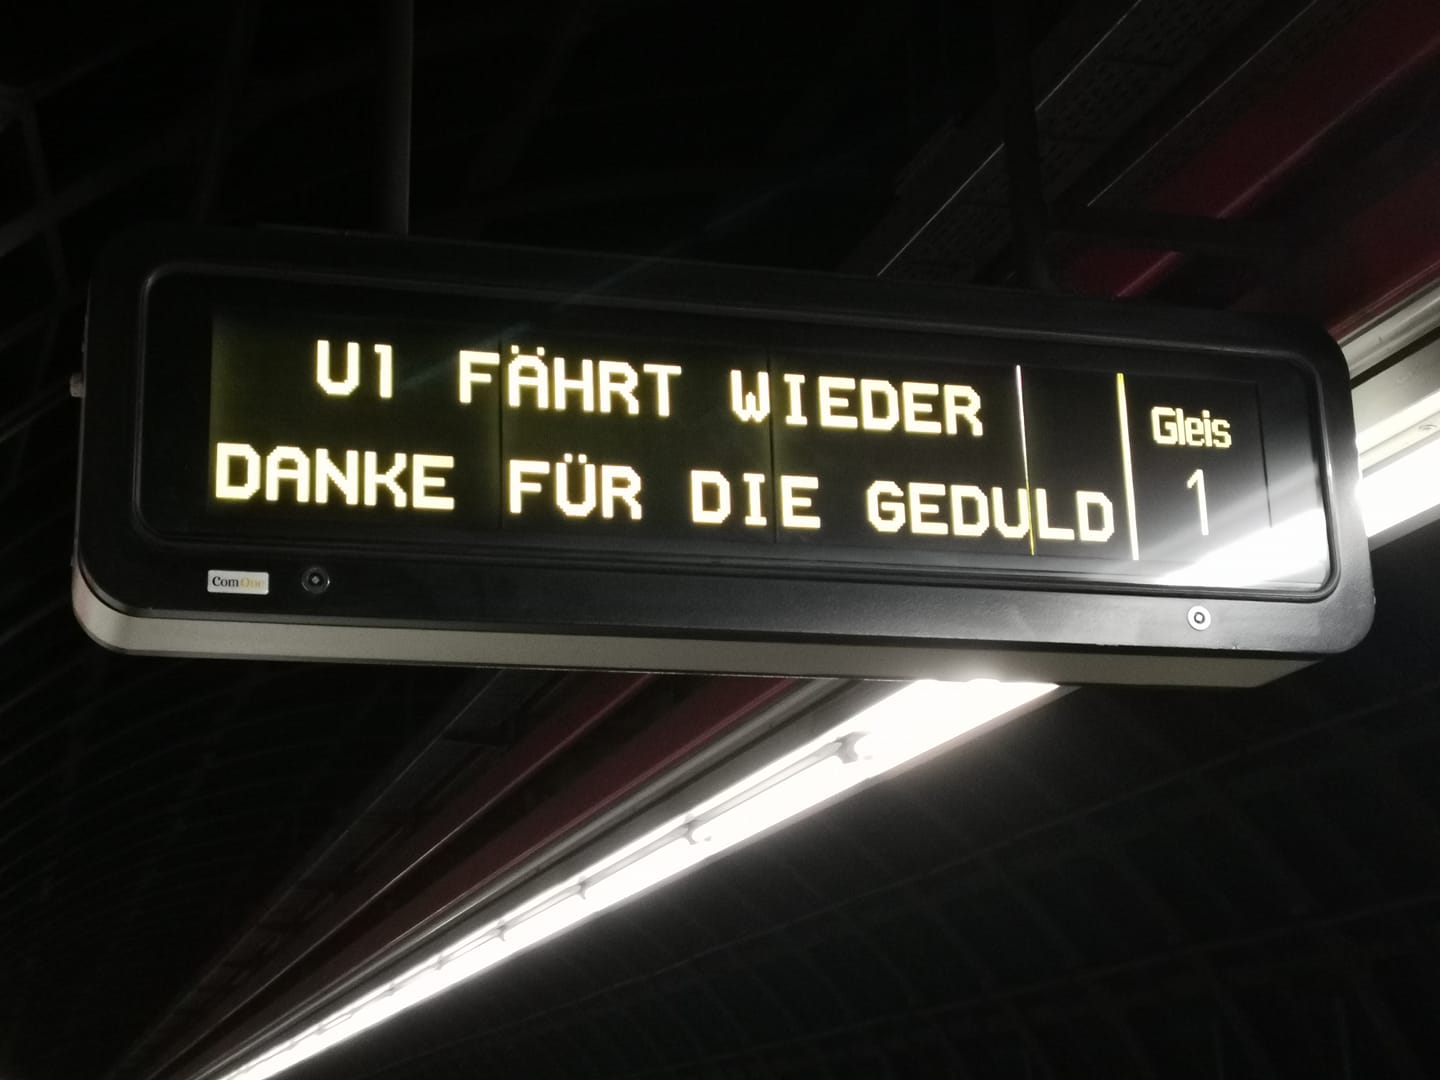 U1 FÄHRT WIEDER
DANKE FÜR DIE GEDULD
Gleis
1
ComOne